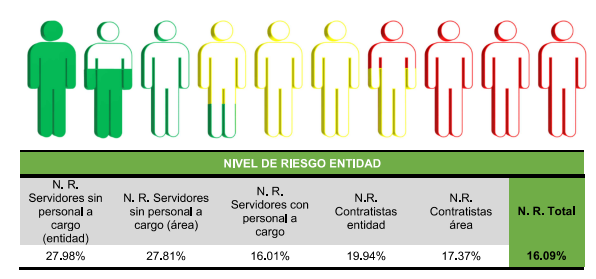 NIVEL DE RIESGO ENTIDAD
N. R.
Servidores sin
personal a
cargo
(entidad)
N. R. Servidores
sin personal a
cargo (área)
N. R.
Servidores con
personal a
cargo
N.R.
Contratistas
entidad
N.R.
Contratistas
área
N. R. Total
27.98% 27.81% 16.01% 19.94% 17.37% 16.09%